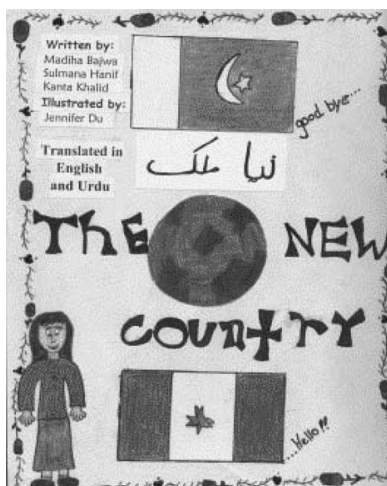 Written by:
Madiha Bajwa
Sulmana Hanif
Kanta Khalid
Illustrated by:
Jennifer Du
good bye...
Translated in
English
and Urdu
نیا ملک
THE NEW
COUNTRY
...Hello!!